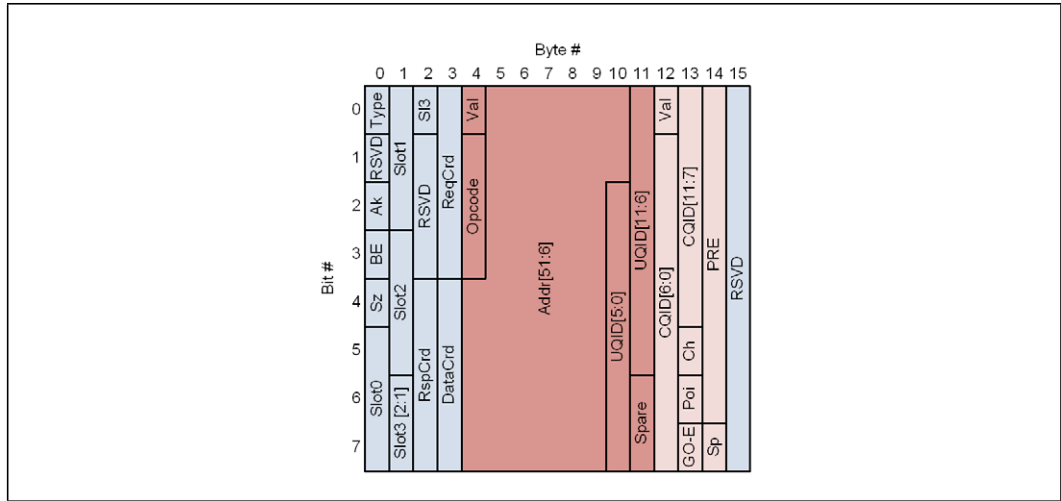 Byte #
0 1 2 3 4 5 6 7 8 9 10 11 12 13 14 15
Bit #
0
1
2
3
4
5
6
7
Type
RSVD
Ak
BE
Sz
Slot0
Slot1
Slot2
Slot3 [2:1]
Sl3
RSVD
RspCrd
ReqCrd
DataCrd
Val
Opcode
Addr[51:6]
UQID[5:0]
UQID[11:6]
Spare
Val
CQID[6:0]
CQID[11:7]
Ch
Poi
GO-E
PRE
Sp
RSVD